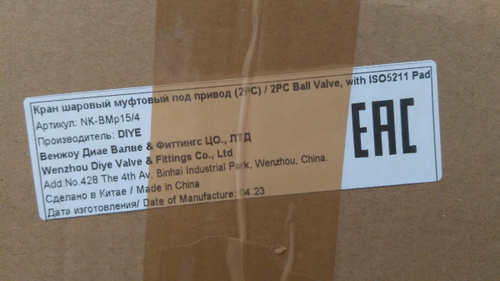 Кран шаровый муфтовый под привод (2PC) / 2PC Ball Valve, with ISO5211 Pad
Артикул: NK-BMp15/4
Производитель: DIYE
Венжоу Диае Валве & Фиттингс ЦО., ЛТД
Wenzhou Diye Valve & Fittings Co., Ltd
Add:No.428 The 4th Av, Binhai Industrial Park, Wenzhou, China.
Сделано в Китае / Made in China
Дата изготовления/ Date of Manufacture: 04.23
EAC